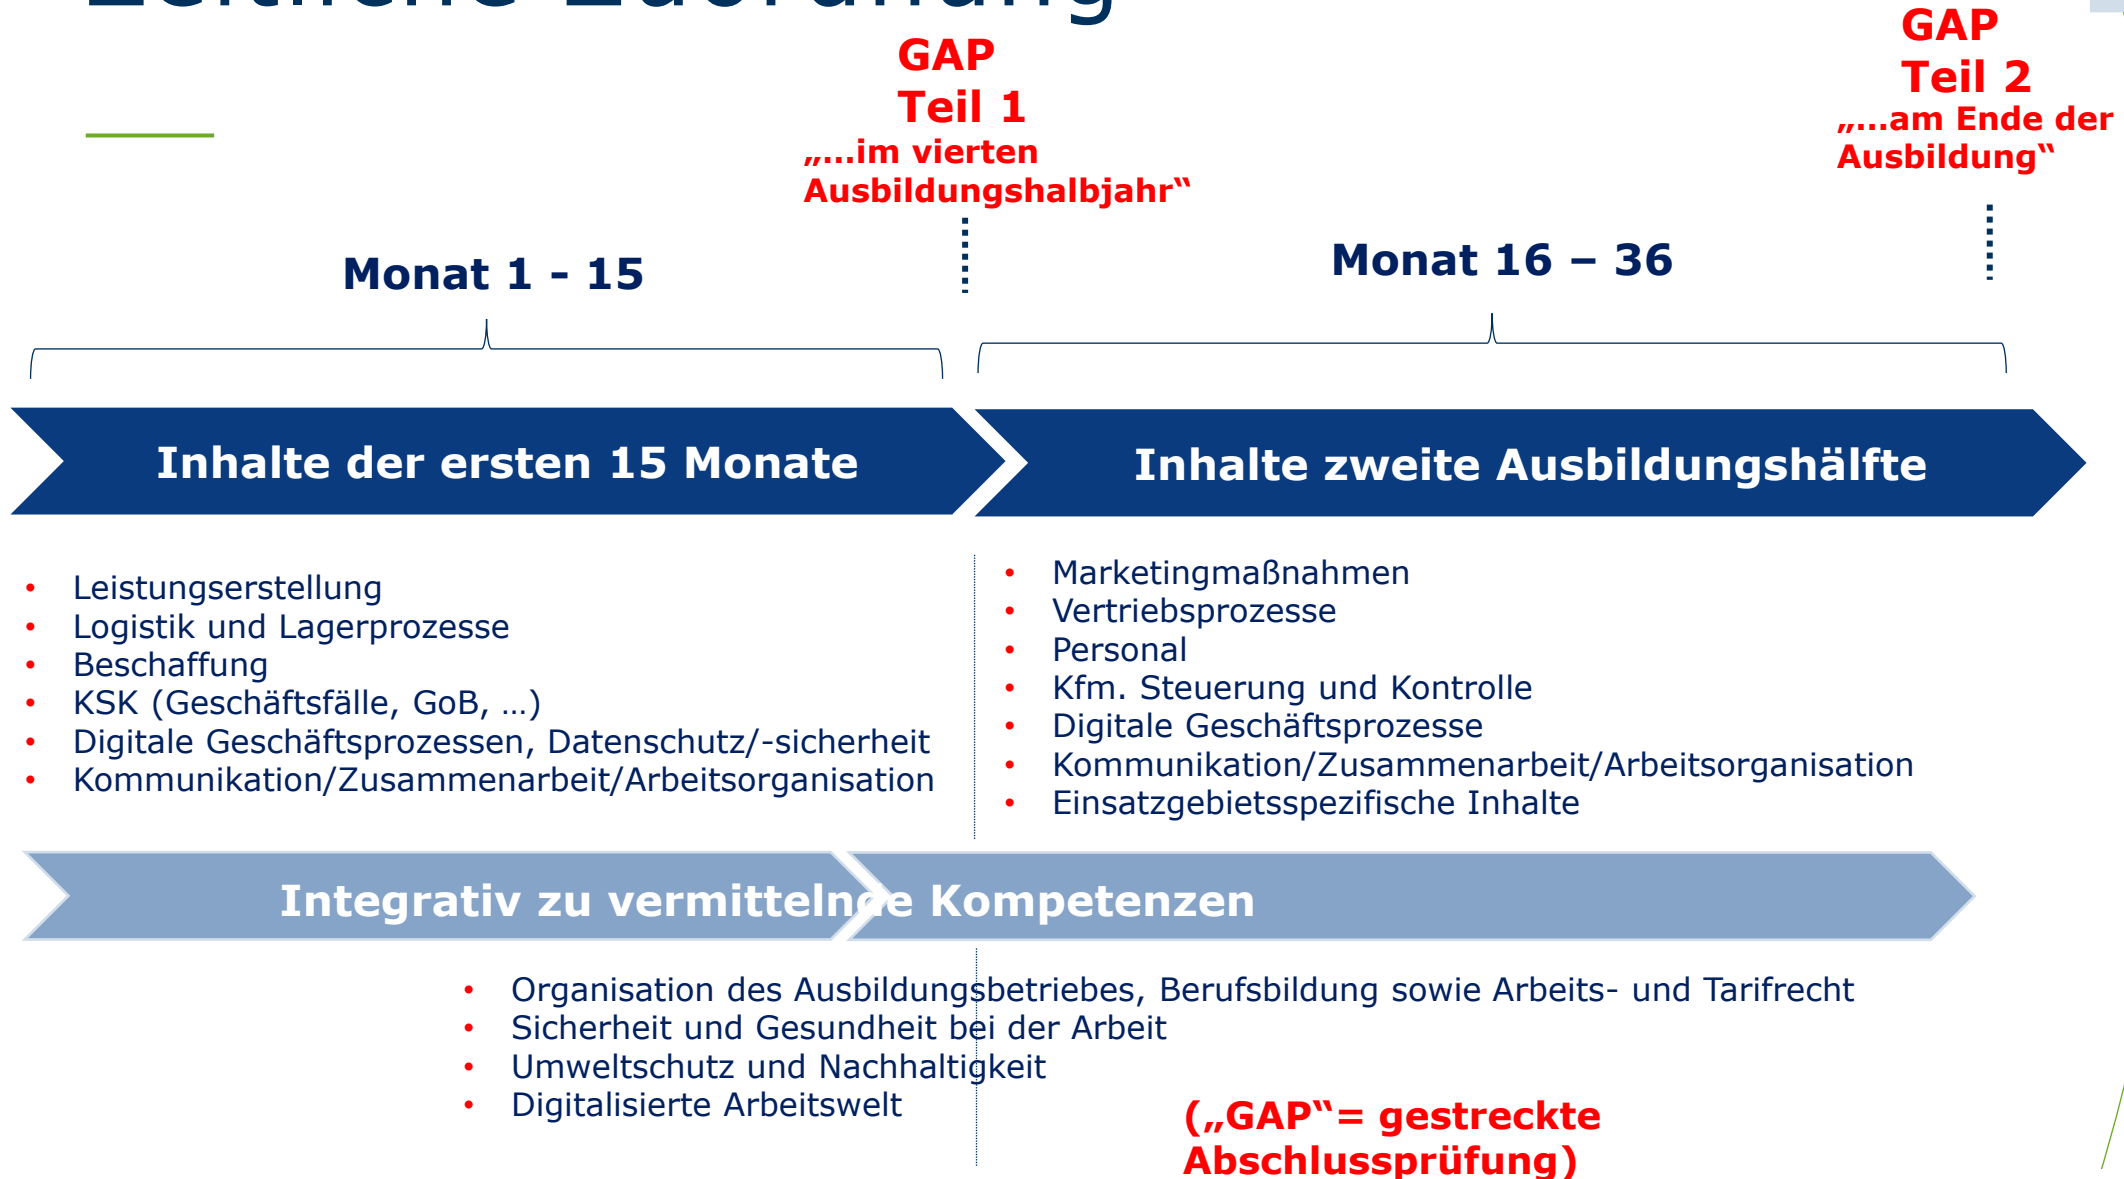 Zeitliche Zuordnung
GAP
Teil 1
„...im vierten
Ausbildungshalbjahr“
GAP
Teil 2
„...am Ende der
Ausbildung“
Monat 1 - 15
Monat 16 – 36
Inhalte der ersten 15 Monate
Inhalte zweite Ausbildungshälfte
• Leistungserstellung
• Logistik und Lagerprozesse
• Beschaffung
• KSK (Geschäftsfälle, GoB, …)
• Digitale Geschäftsprozessen, Datenschutz/-sicherheit
• Kommunikation/Zusammenarbeit/Arbeitsorganisation
• Marketingmaßnahmen
• Vertriebsprozesse
• Personal
• Kfm. Steuerung und Kontrolle
• Digitale Geschäftsprozesse
• Kommunikation/Zusammenarbeit/Arbeitsorganisation
• Einsatzgebietsspezifische Inhalte
Integrativ zu vermittelnde Kompetenzen
• Organisation des Ausbildungsbetriebes, Berufsbildung sowie Arbeits- und Tarifrecht
• Sicherheit und Gesundheit bei der Arbeit
• Umweltschutz und Nachhaltigkeit
• Digitalisierte Arbeitswelt
(„GAP“= gestreckte
Abschlussprüfung)